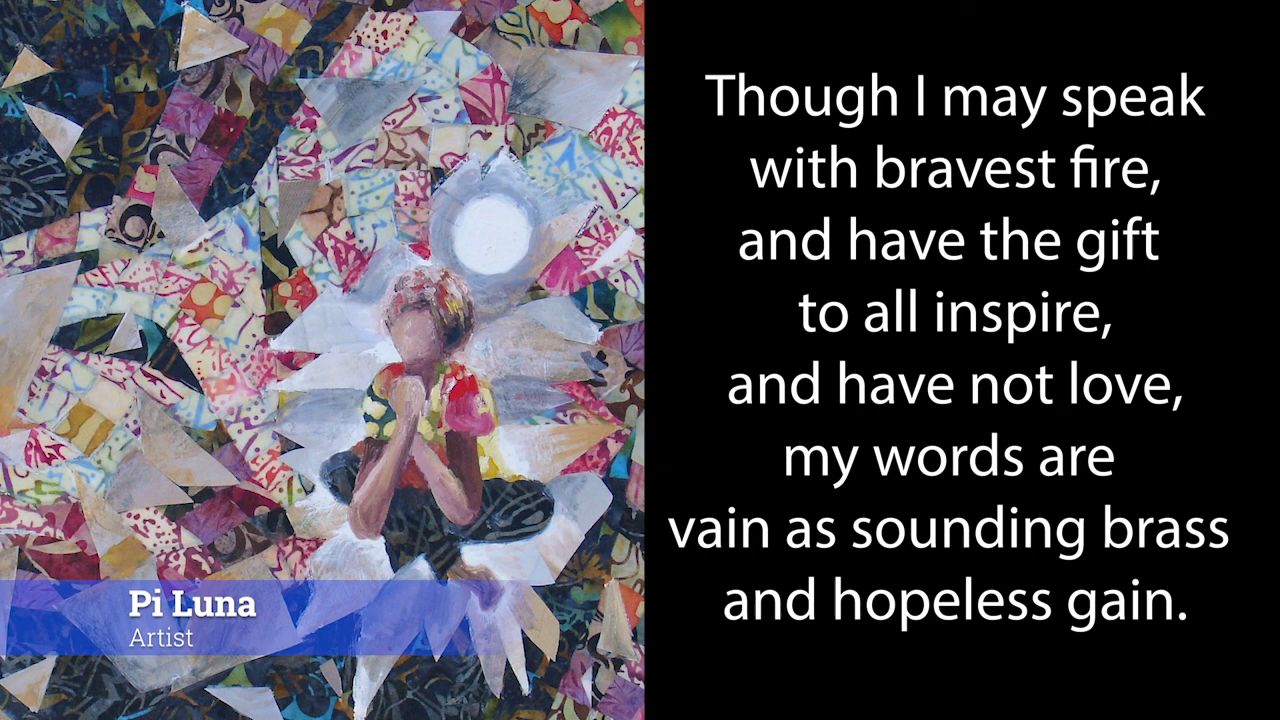 Though I may speak
with bravest fire,
and have the gift
to all inspire,
and have not love,
my words are
vain as sounding brass
and hopeless gain.
Pi Luna
Artist